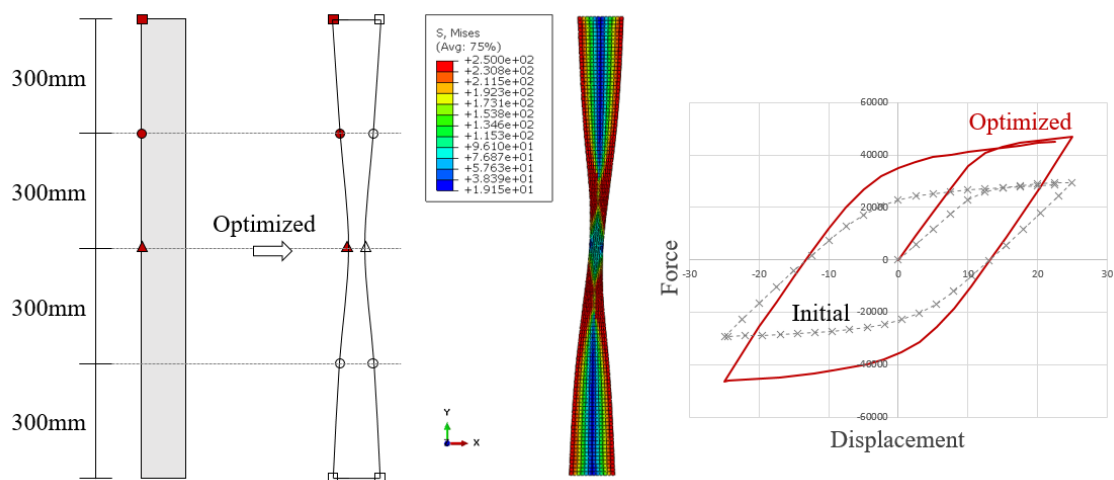 300mm
300mm
300mm
300mm
Optimized
S, Mises
(Avg: 75%)
+2.500e+02
+2.308e+02
+2.115e+02
+1.923e+02
+1.731e+02
+1.538e+02
+1.346e+02
+1.153e+02
+9.610e+01
+7.687e+01
+5.763e+01
+3.839e+01
+1.915e+01
Y
X
Force
60000
40000
20000
0
-20000
-40000
-60000
-30
-20
-10
0
10
20
30
Optimized
Initial
Displacement